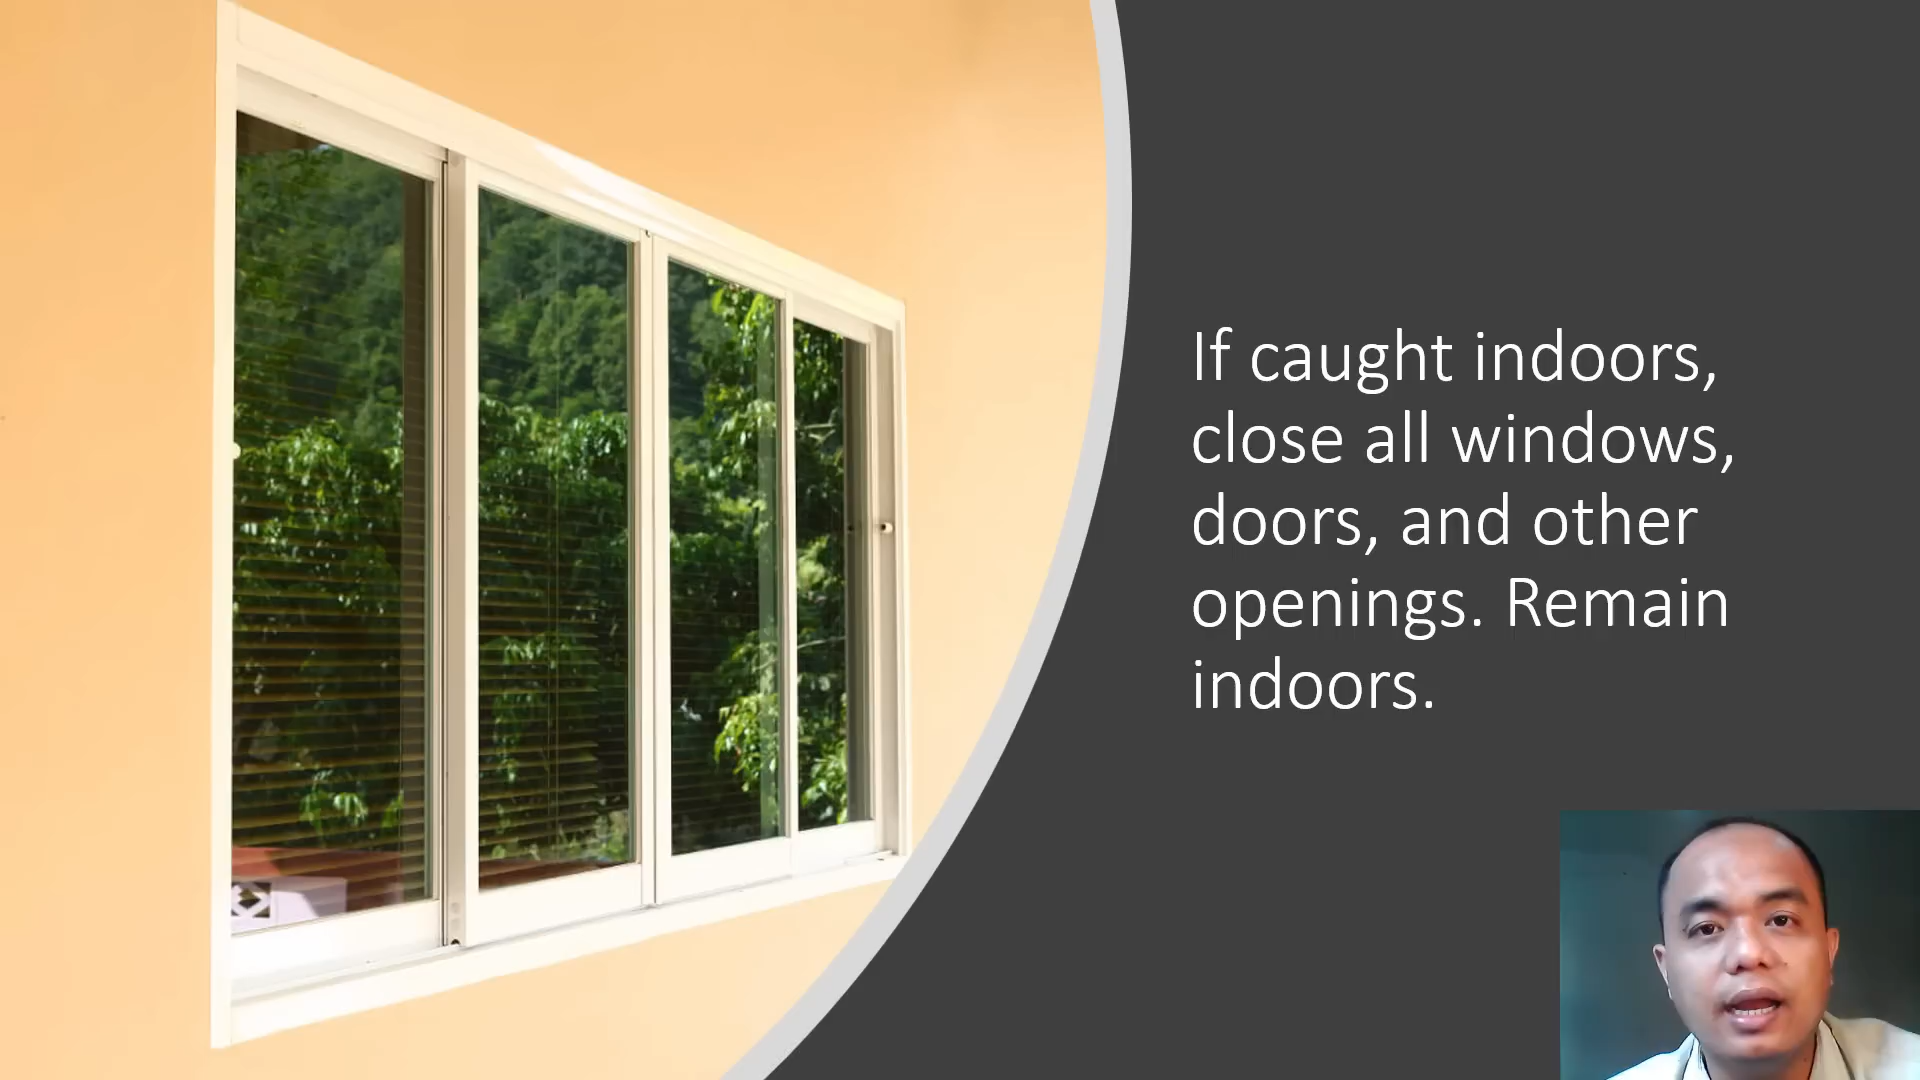 If caught indoors,
close all windows,
doors, and other
openings. Remain
indoors.